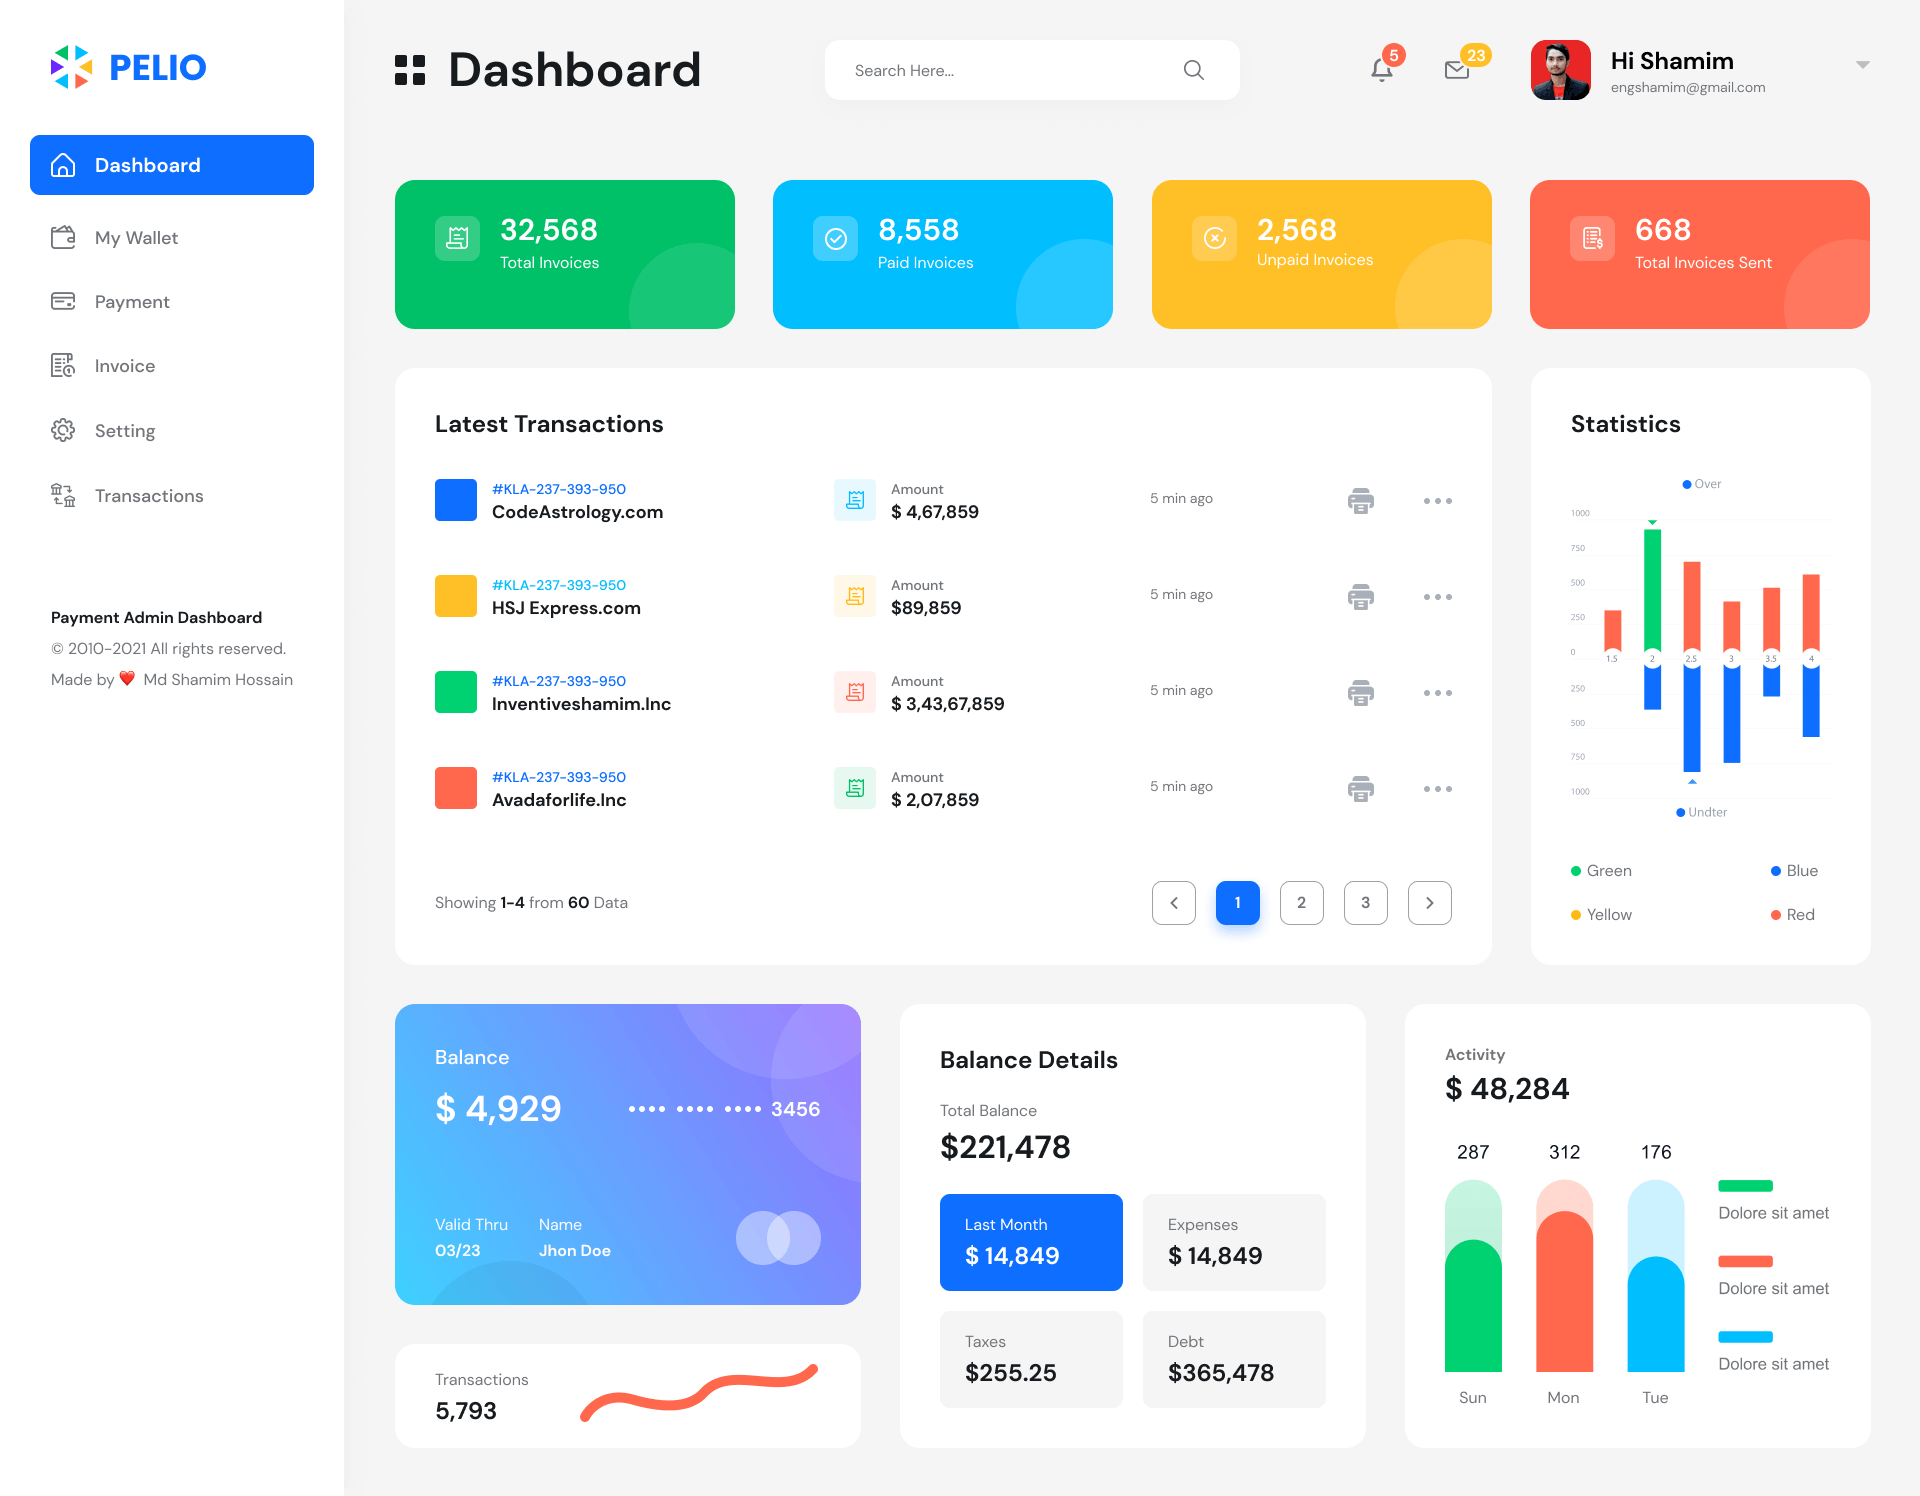 PELIO
Dashboard
My Wallet
Payment
Invoice
Setting
Transactions
Payment Admin Dashboard
© 2010-2021 All rights reserved.
Made by ❤️ Md Shamim Hossain
Dashboard
Search Here...
5
23
Hi Shamim
engshamim@gmail.com
32,568
Total Invoices
8,558
Paid Invoices
2,568
Unpaid Invoices
668
Total Invoices Sent
Latest Transactions
#KLA-237-393-950
CodeAstrology.com
Amount
$ 4,67,859
5 min ago
#KLA-237-393-950
HSJ Express.com
Amount
$89,859
5 min ago
#KLA-237-393-950
Inventiveshamim.Inc
Amount
$ 3,43,67,859
5 min ago
#KLA-237-393-950
Avadaforlife.Inc
Amount
$ 2,07,859
5 min ago
Showing 1-4 from 60 Data
1
2
3
Statistics
Over
1000
750
500
250
0
1.5 2 2.5 3 3.5 4
250
500
750
1000
Undter
Green
Blue
Yellow
Red
Balance
$ 4,929
•••• •••• •••• 3456
Valid Thru
03/23
Name
Jhon Doe
Transactions
5,793
Balance Details
Total Balance
$221,478
Last Month
$ 14,849
Expenses
$ 14,849
Taxes
$255.25
Debt
$365,478
Activity
$ 48,284
287 312 176
Dolore sit amet
Dolore sit amet
Dolore sit amet
Sun Mon Tue